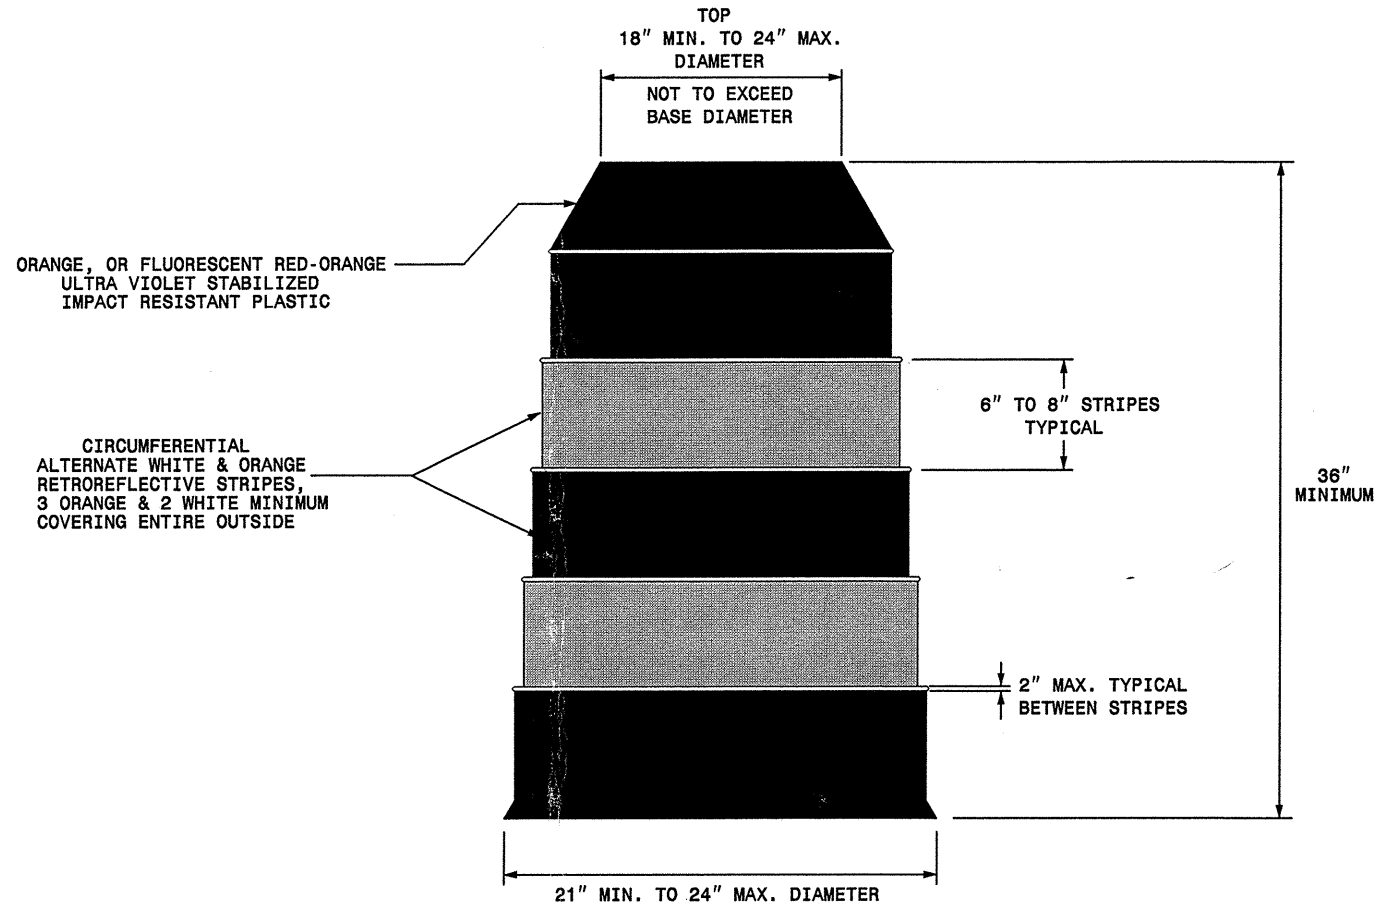 TOP
18" MIN. TO 24" MAX.
DIAMETER
NOT TO EXCEED
BASE DIAMETER
ORANGE, OR FLUORESCENT RED-ORANGE
ULTRA VIOLET STABILIZED
IMPACT RESISTANT PLASTIC
6" TO 8" STRIPES
TYPICAL
CIRCUMFERENTIAL
ALTERNATE WHITE & ORANGE
RETROREFLECTIVE STRIPES,
3 ORANGE & 2 WHITE MINIMUM
COVERING ENTIRE OUTSIDE
36"
MINIMUM
2" MAX. TYPICAL
BETWEEN STRIPES
21" MIN. TO 24" MAX. DIAMETER